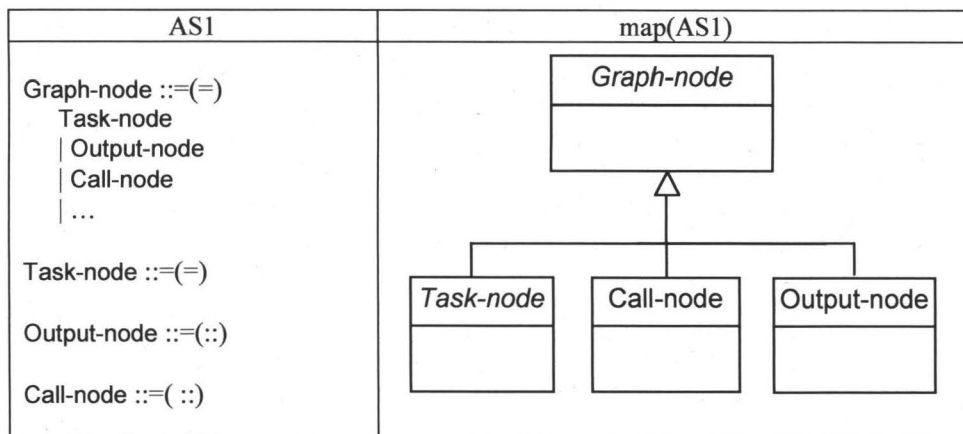 AS1
map(AS1)
Graph-node ::=(=)
Task-node
| Output-node
| Call-node
| ...
Task-node ::=(=)
Output-node ::=(::)
Call-node ::=( ::)
Graph-node
Task-node
Call-node
Output-node